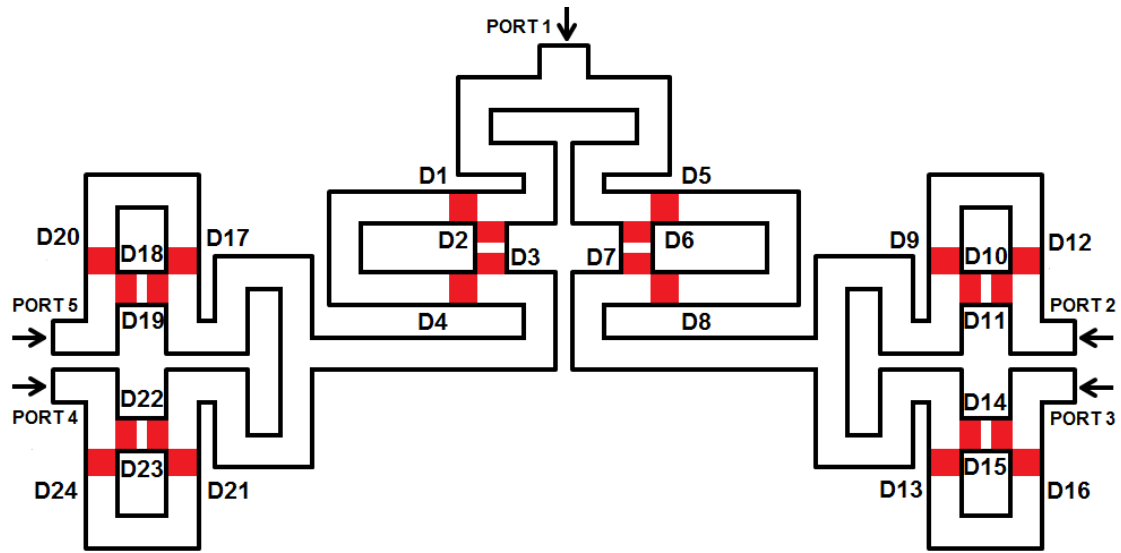 PORT 1
D1
D5
D2
D3
D7
D6
D4
D8
D20
D18
D17
D19
PORT 5
D9
D10
D12
D11
PORT 2
PORT 4
D22
D23
D24
D21
D14
PORT 3
D15
D13
D16